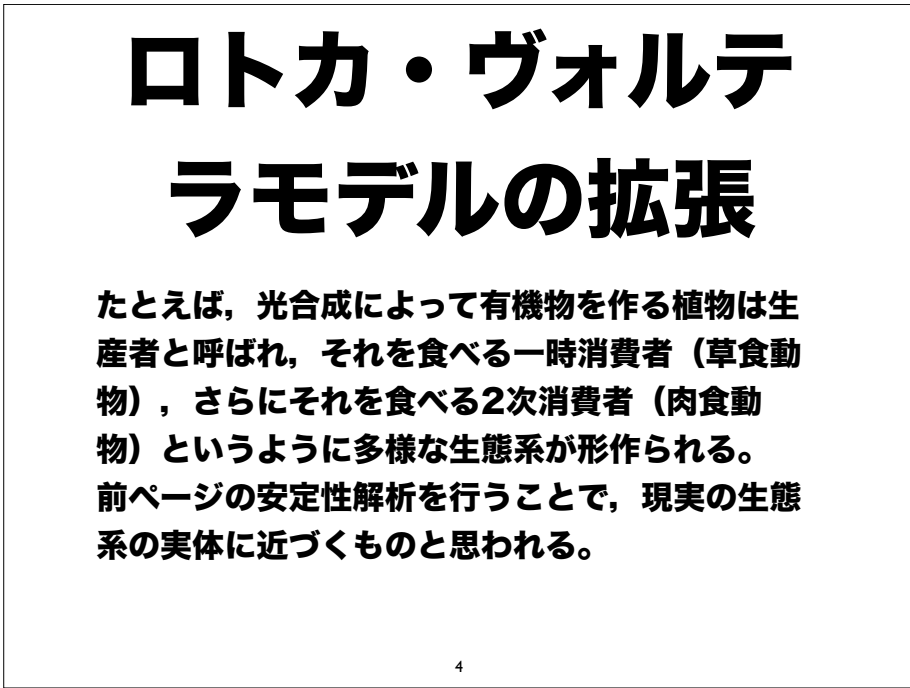 ロトカ・ヴォルテ
ラモデルの拡張
たとえば，光合成によって有機物を作る植物は生
産者と呼ばれ，それを食べる一時消費者（草食動
物），さらにそれを食べる2次消費者（肉食動
物）というように多様な生態系が形作られる。
前ページの安定性解析を行うことで，現実の生態
系の実体に近づくものと思われる。
4